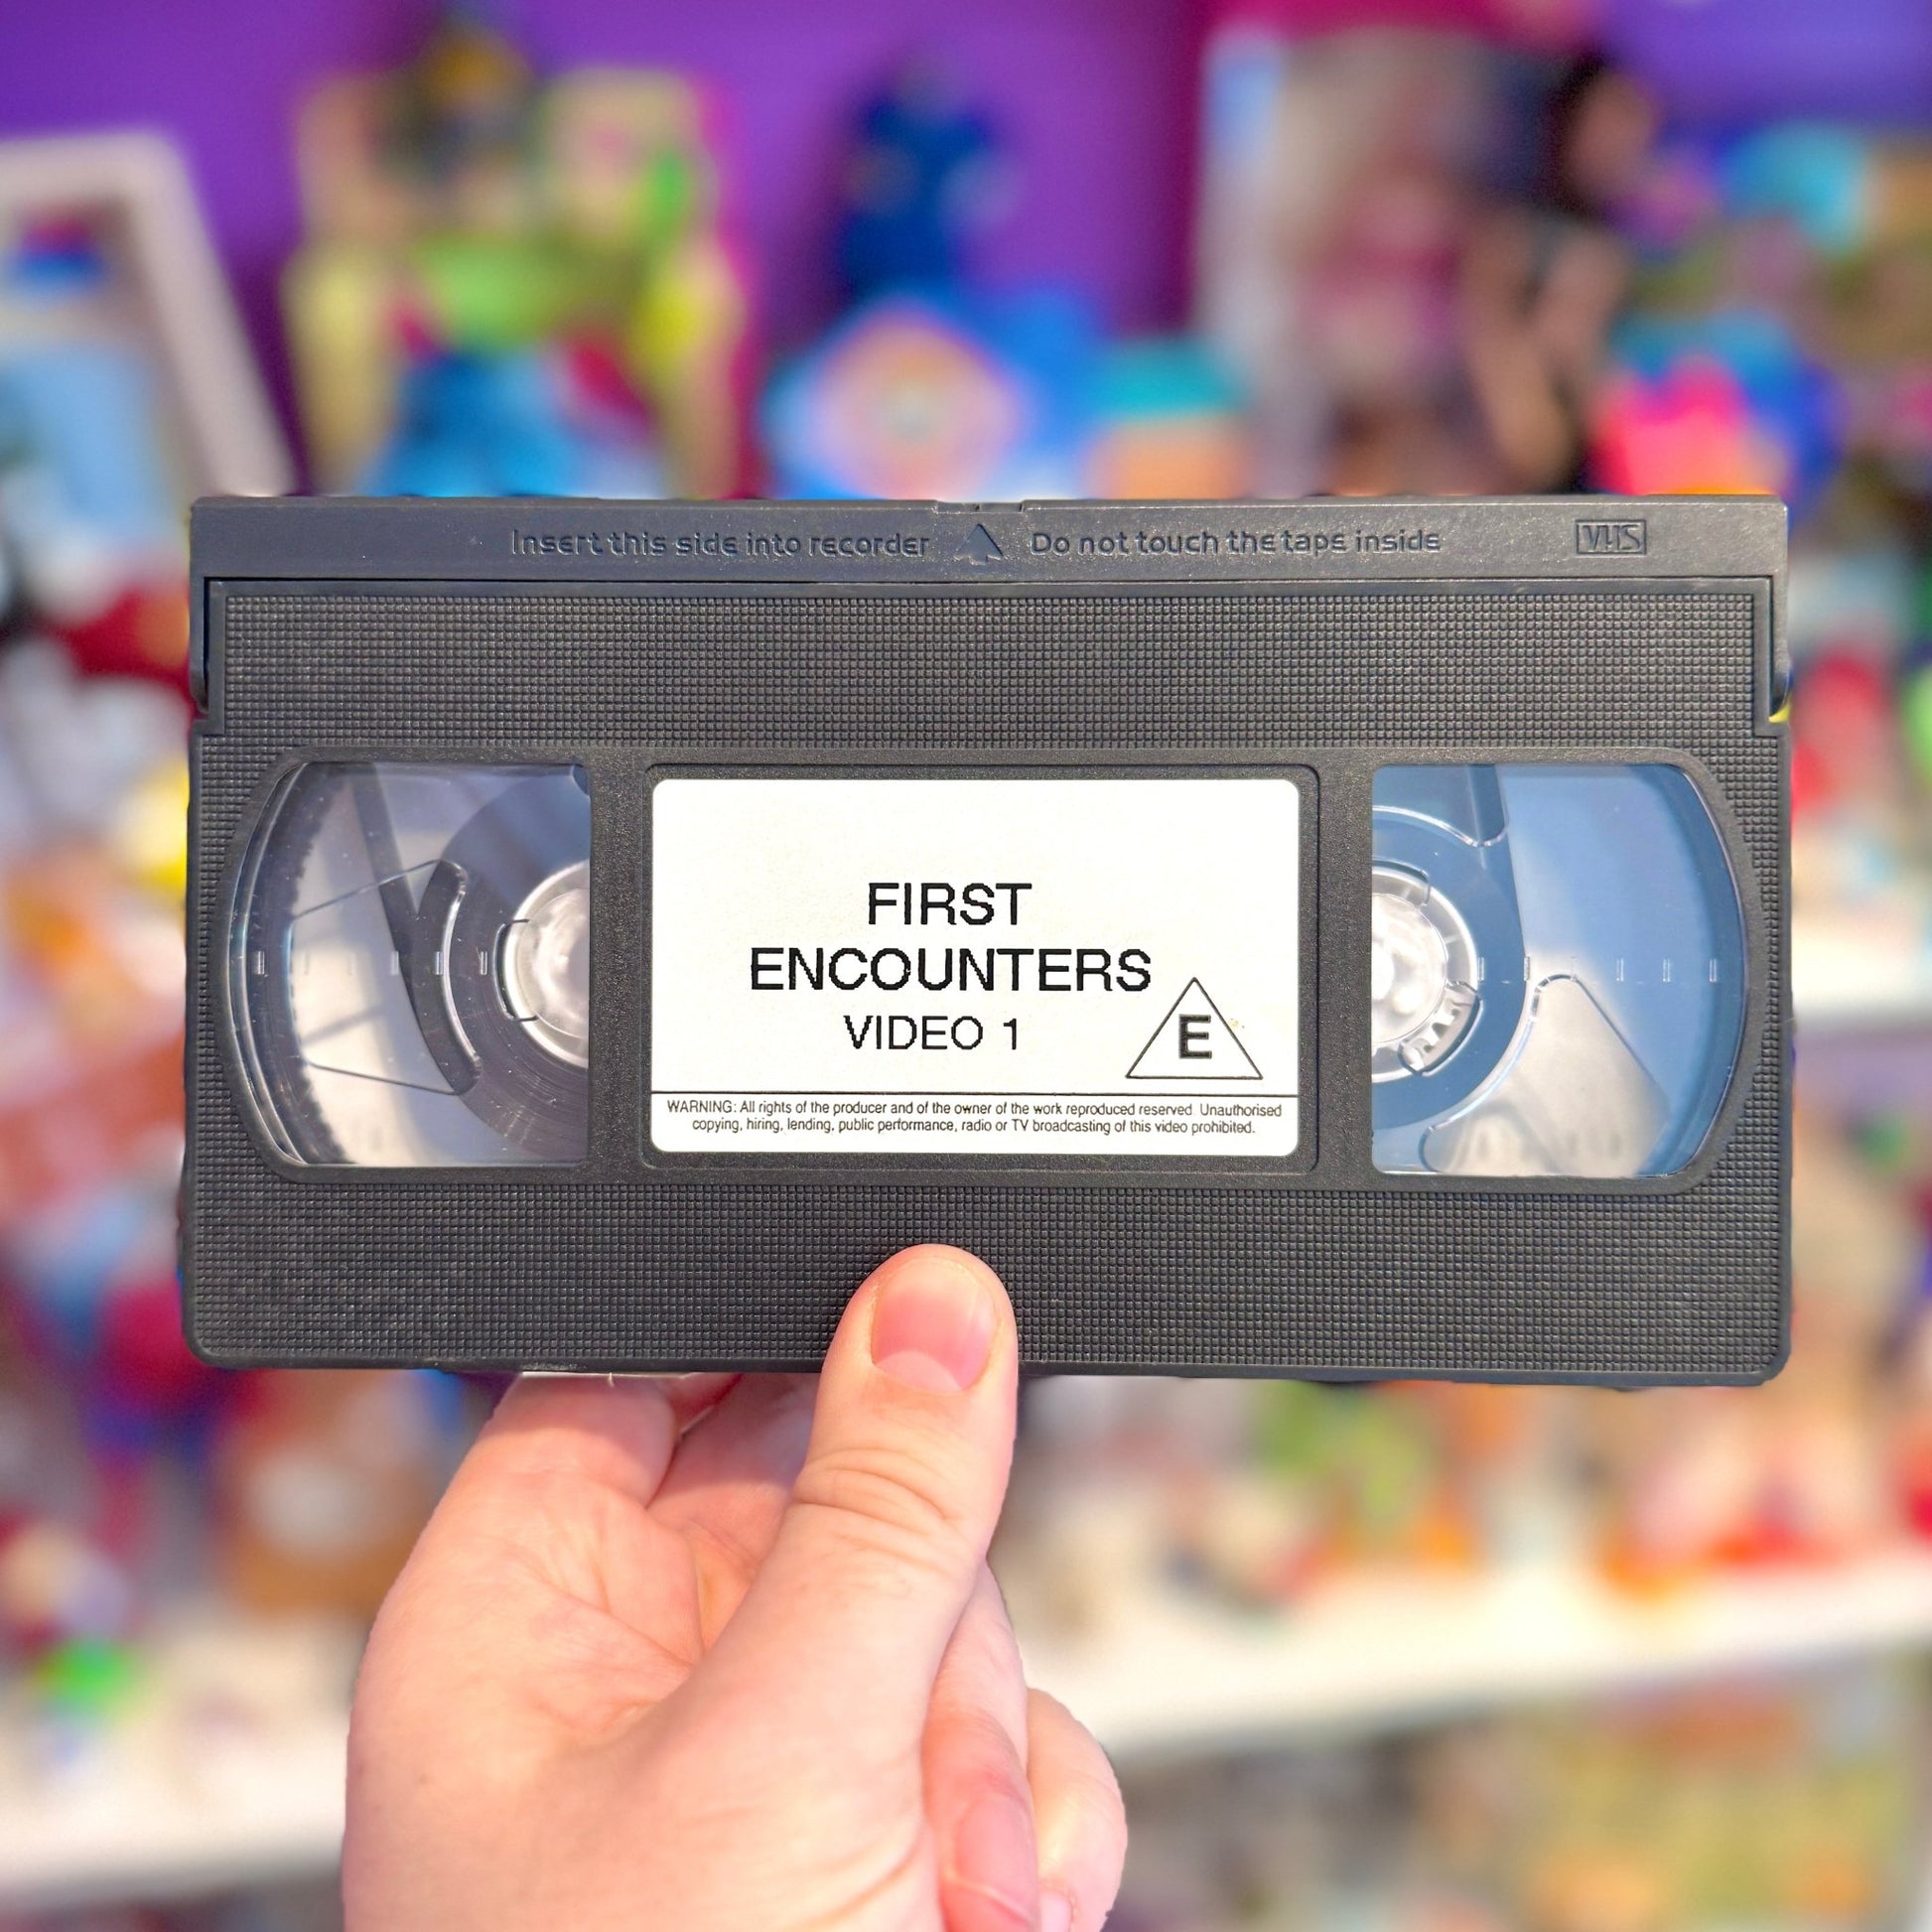 Insert this side into recorder Do not touch the tape inside VHS
FIRST
ENCOUNTERS
VIDEO 1
E
WARNING: All rights of the producer and of the owner of the work reproduced reserved. Unauthorised
copying, hiring, lending, public performance, radio or TV broadcasting of this video prohibited.